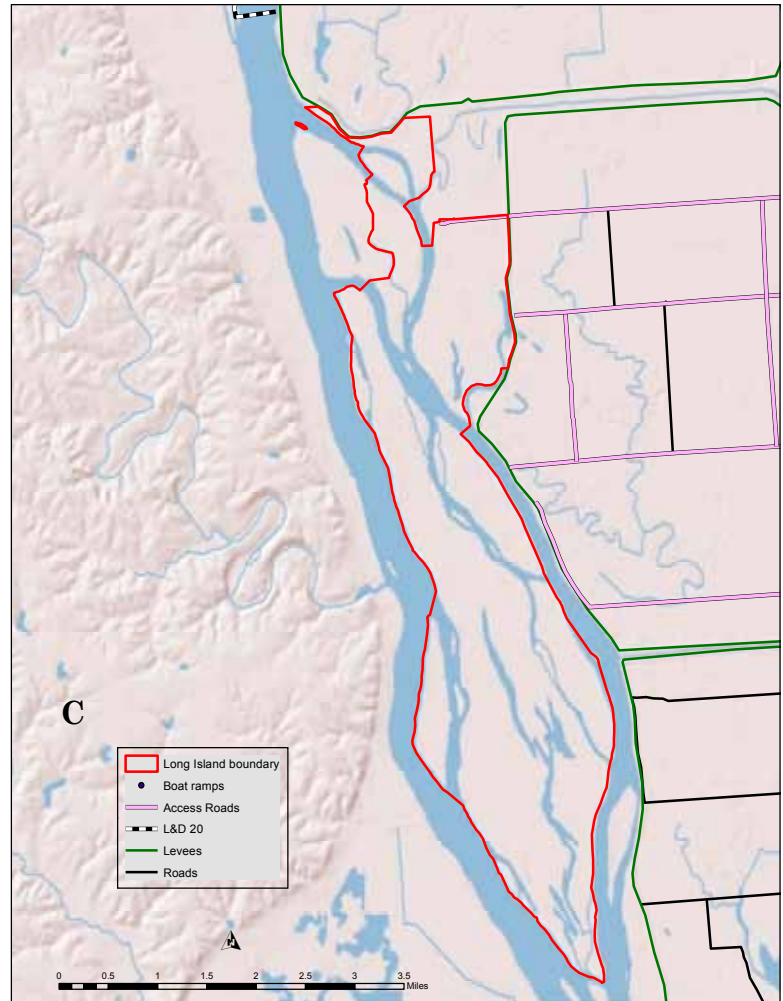 C
Long Island boundary
Boat ramps
Access Roads
L&D 20
Levees
Roads
0 0.5 1 1.5 2 2.5 3 3.5
Miles